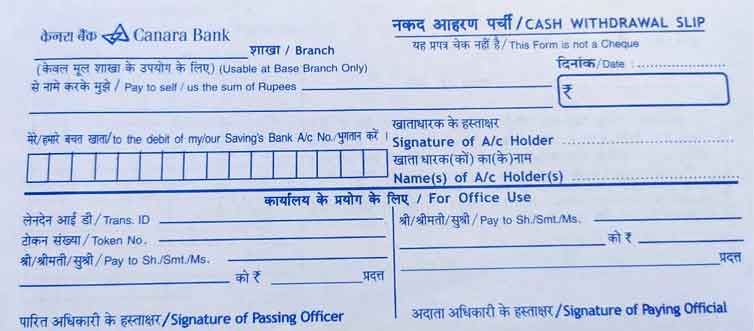 केनरा बैंक Canara Bank
नकद आहरण पर्ची/CASH WITHDRAWAL SLIP
यह प्रपत्र चेक नहीं है/This Form is not a Cheque
शाखा / Branch
दिनांक/Date :
(केवल मूल शाखा के उपयोग के लिए) (Usable at Base Branch Only)
से नामे करके मुझे / Pay to self / us the sum of Rupees
₹
मेरे/हमारे बचत खाता/to the debit of my/our Saving's Bank A/c No./भुगतान करें ।
खाताधारक के हस्ताक्षर
Signature of A/c Holder
खाता धारक(कों) का(के)नाम
Name(s) of A/c Holder(s)
कार्यालय के प्रयोग के लिए / For Office Use
लेनदेन आई डी/Trans. ID
टोकन संख्या/Token No.
श्री/श्रीमती/सुश्री/Pay to Sh./Smt./Ms.
को ₹ प्रदत्त
पारित अधिकारी के हस्ताक्षर/Signature of Passing Officer
श्री/श्रीमती/सुश्री/Pay to Sh./Smt./Ms.
को ₹
प्रदत्त
अदाता अधिकारी के हस्ताक्षर/Signature of Paying Official